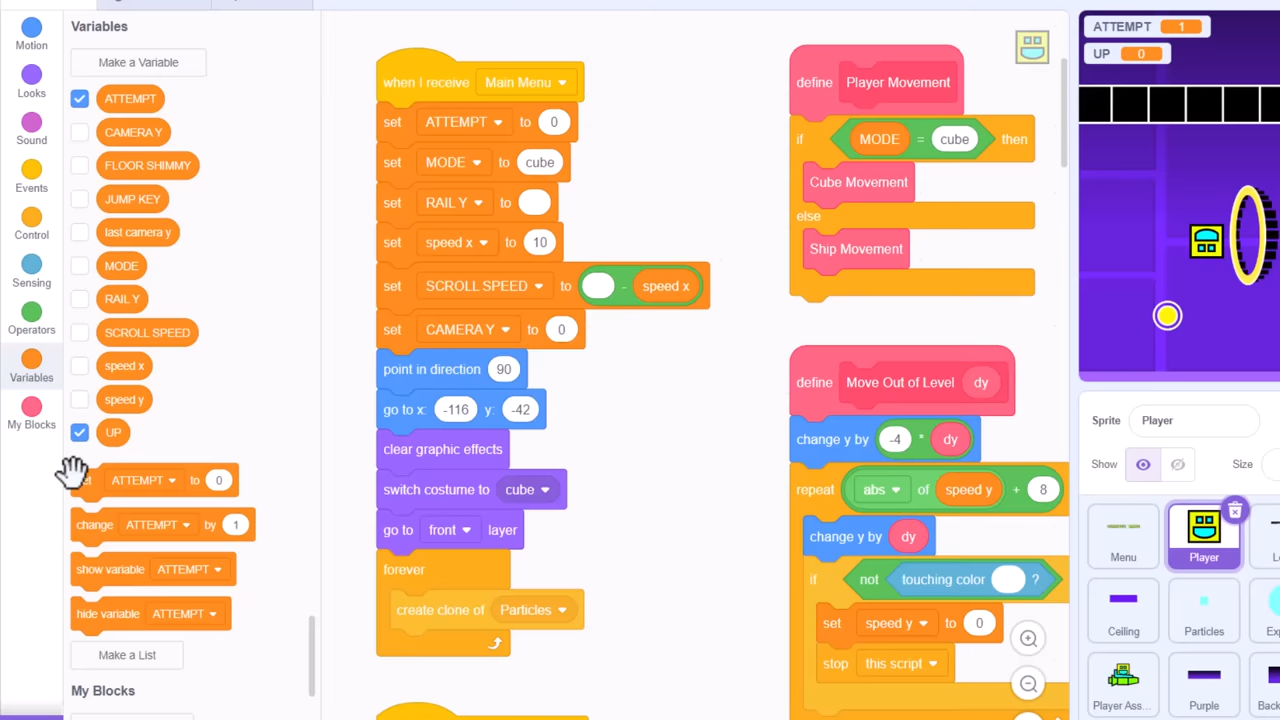 Motion
Looks
Sound
Events
Control
Sensing
Operators
Variables
My Blocks
Variables
Make a Variable
ATTEMPT
CAMERA Y
FLOOR SHIMMY
JUMP KEY
last camera y
MODE
RAIL Y
SCROLL SPEED
speed x
speed y
UP
ATTEMPT to 0
change ATTEMPT by 1
show variable ATTEMPT
hide variable ATTEMPT
Make a List
My Blocks
when I receive Main Menu
set ATTEMPT to 0
set MODE to cube
set RAIL Y to
set speed x to 10
set SCROLL SPEED to - speed x
set CAMERA Y to 0
point in direction 90
go to x: -116 y: -42
clear graphic effects
switch costume to cube
go to front layer
forever
create clone of Particles
define Player Movement
if MODE = cube then
Cube Movement
else
Ship Movement
define Move Out of Level dy
change y by -4 * dy
repeat abs of speed y + 8
change y by dy
if not touching color ?
set speed y to 0
stop this script
ATTEMPT 1
UP 0
Sprite Player
Show Size
Menu
Player
Ceiling
Particles
Player Ass...
Purple